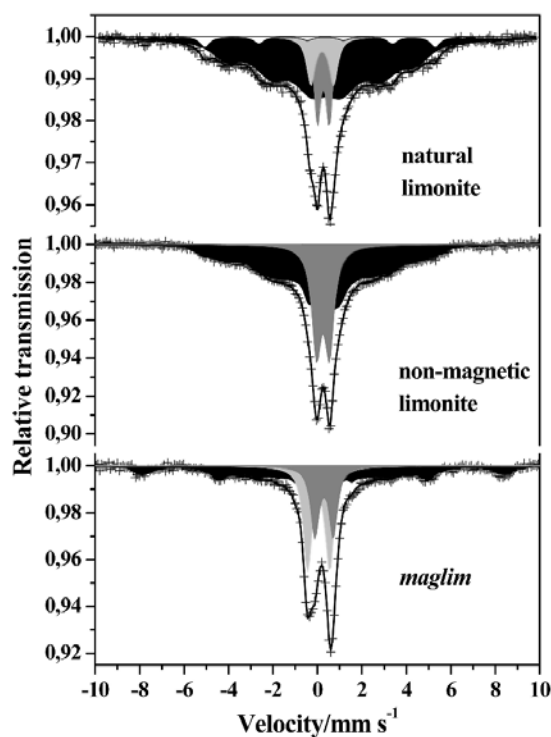 1,00
0,99
0,98
0,97
0,96
natural
limonite
1,00
0,98
0,96
0,94
0,92
0,90
non-magnetic
limonite
1,00
0,98
0,96
0,94
0,92
maglim
Relative transmission
-10 -8 -6 -4 -2 0 2 4 6 8 10
Velocity/mm s⁻¹